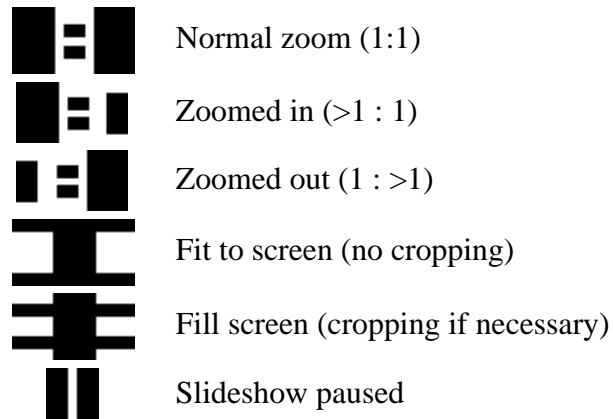 Normal zoom (1:1)
Zoomed in (>1 : 1)
Zoomed out (1 : >1)
Fit to screen (no cropping)
Fill screen (cropping if necessary)
Slideshow paused